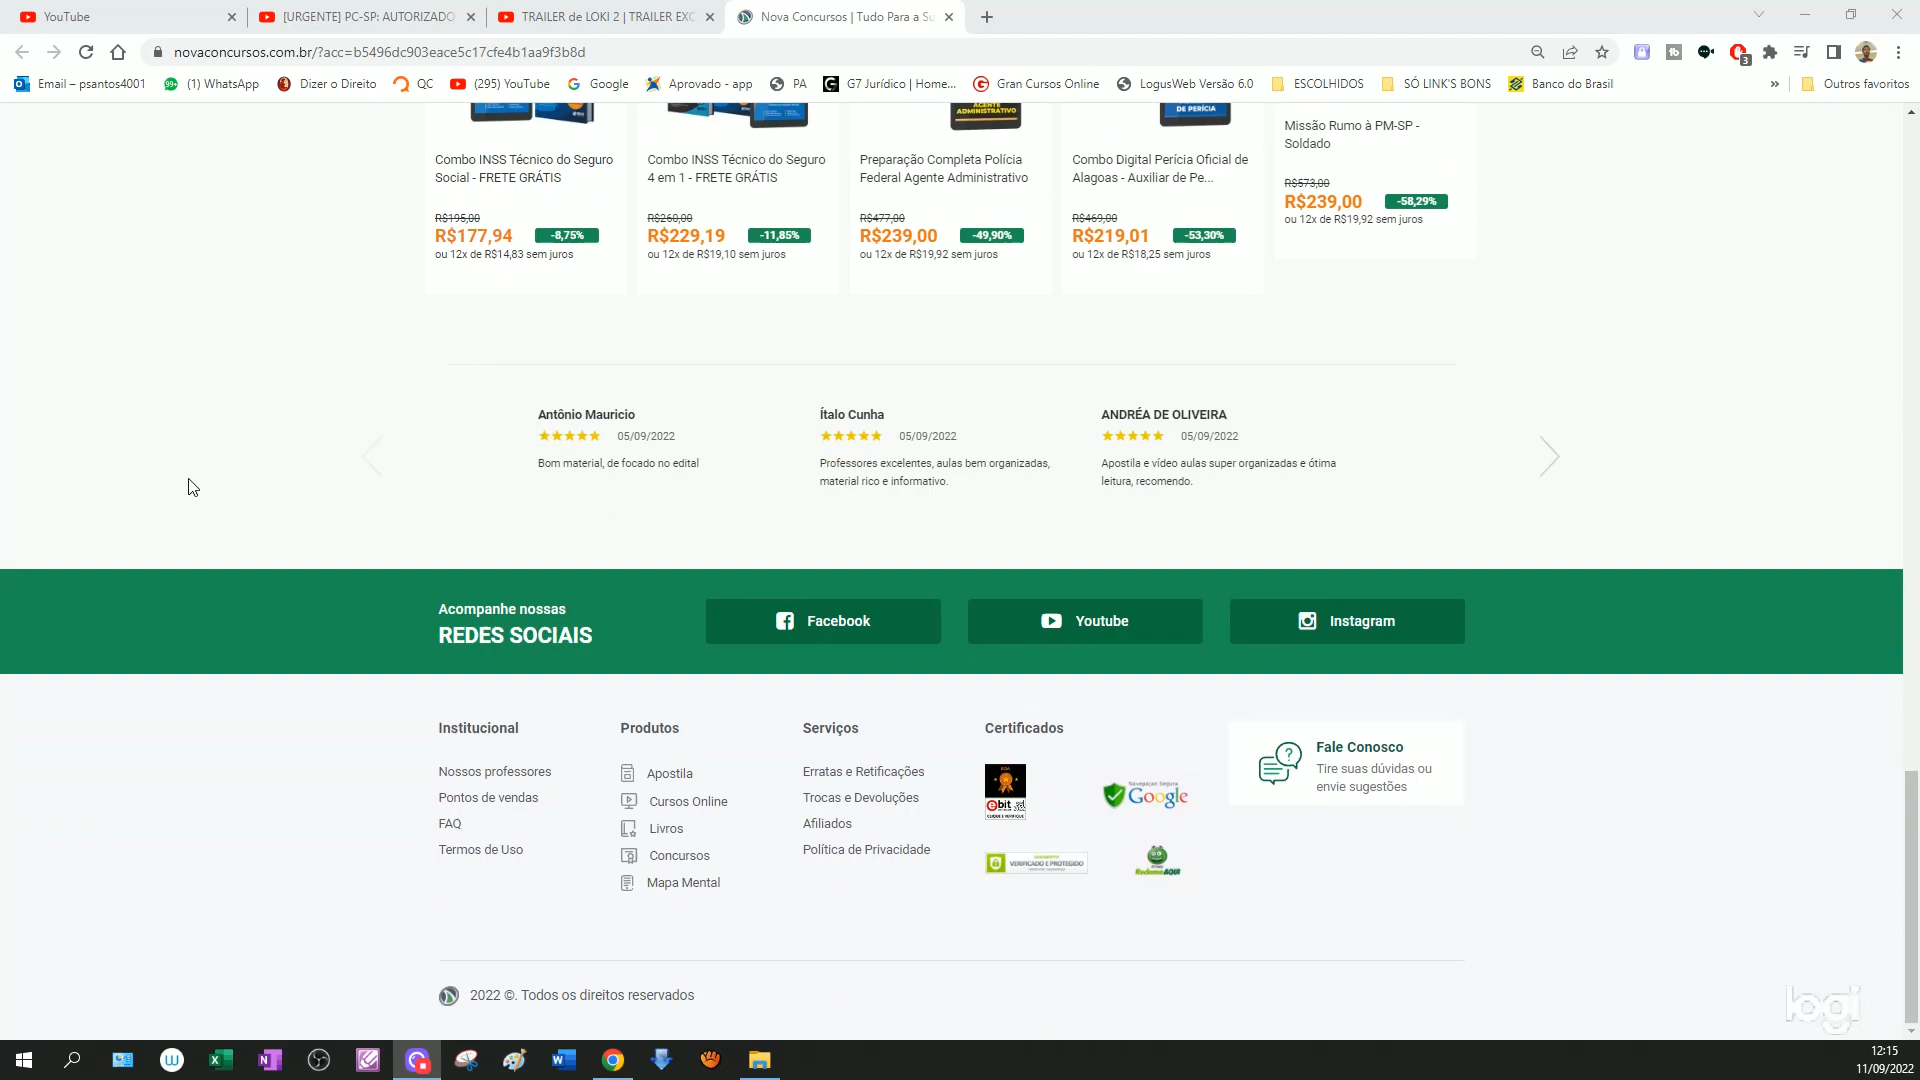 YouTube
[URGENTE] PC-SP: AUTORIZADO
TRAILER de LOKI 2 | TRAILER EXC
Nova Concursos | Tudo Para a Su
novaconcursos.com.br/?acc=b5496dc903eace5c17cfe4b1aa9f3b8d
3
Email – psantos4001
99+
(1) WhatsApp
Dizer o Direito
QC
(295) YouTube
Google
Aprovado - app
PA
G7 Jurídico | Home...
Gran Cursos Online
LogusWeb Versão 6.0
ESCOLHIDOS
SÓ LINK'S BONS
Banco do Brasil
»
Outros favoritos
AGENTE
ADMINISTRATIVO
DE PERÍCIA
Combo INSS Técnico do Seguro
Social - FRETE GRÁTIS
R$195,00
R$177,94
-8,75%
ou 12x de R$14,83 sem juros
Combo INSS Técnico do Seguro
4 em 1 - FRETE GRÁTIS
R$260,00
R$229,19
-11,85%
ou 12x de R$19,10 sem juros
Preparação Completa Polícia
Federal Agente Administrativo
R$477,00
R$239,00
-49,90%
ou 12x de R$19,92 sem juros
Combo Digital Perícia Oficial de
Alagoas - Auxiliar de Pe...
R$469,00
R$219,01
-53,30%
ou 12x de R$18,25 sem juros
Missão Rumo à PM-SP -
Soldado
R$573,00
R$239,00
-58,29%
ou 12x de R$19,92 sem juros
Antônio Mauricio
05/09/2022
Bom material, de focado no edital
Ítalo Cunha
05/09/2022
Professores excelentes, aulas bem organizadas,
material rico e informativo.
ANDRÉA DE OLIVEIRA
05/09/2022
Apostila e vídeo aulas super organizadas e ótima
leitura, recomendo.
Acompanhe nossas
REDES SOCIAIS
Facebook
Youtube
Instagram
Institucional
Nossos professores
Pontos de vendas
FAQ
Termos de Uso
Produtos
Apostila
Cursos Online
Livros
Concursos
Mapa Mental
Serviços
Erratas e Retificações
Trocas e Devoluções
Afiliados
Política de Privacidade
Certificados
BOA
ebit
CLIQUE E VERIFIQUE
Navegação Segura
Google
VERIFICADO E PROTEGIDO
ReclameAQUI
Fale Conosco
Tire suas dúvidas ou
envie sugestões
2022 ©. Todos os direitos reservados
logi
12:15
11/09/2022